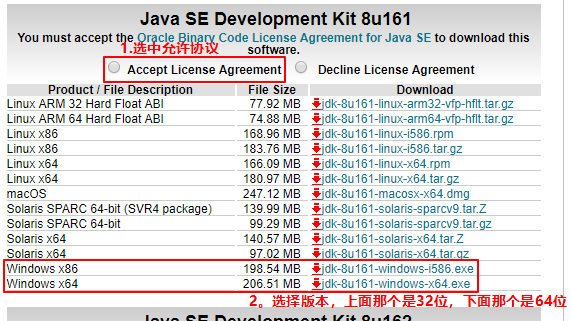 Java SE Development Kit 8u161
You must accept the Oracle Binary Code License Agreement for Java SE to download this
software.
1.选中允许协议
Accept License Agreement Decline License Agreement
Product / File Description File Size Download
Linux ARM 32 Hard Float ABI 77.92 MB jdk-8u161-linux-arm32-vfp-hflt.tar.gz
Linux ARM 64 Hard Float ABI 74.88 MB jdk-8u161-linux-arm64-vfp-hflt.tar.gz
Linux x86 168.96 MB jdk-8u161-linux-i586.rpm
Linux x86 183.76 MB jdk-8u161-linux-i586.tar.gz
Linux x64 166.09 MB jdk-8u161-linux-x64.rpm
Linux x64 180.97 MB jdk-8u161-linux-x64.tar.gz
macOS 247.12 MB jdk-8u161-macosx-x64.dmg
Solaris SPARC 64-bit (SVR4 package) 139.99 MB jdk-8u161-solaris-sparcv9.tar.Z
Solaris SPARC 64-bit 99.29 MB jdk-8u161-solaris-sparcv9.tar.gz
Solaris x64 140.57 MB jdk-8u161-solaris-x64.tar.Z
Solaris x64 97.02 MB jdk-8u161-solaris-x64.tar.gz
Windows x86 198.54 MB jdk-8u161-windows-i586.exe
Windows x64 206.51 MB jdk-8u161-windows-x64.exe
2。选择版本，上面那个是32位，下面那个是64位
Java SE Development Kit 8u162